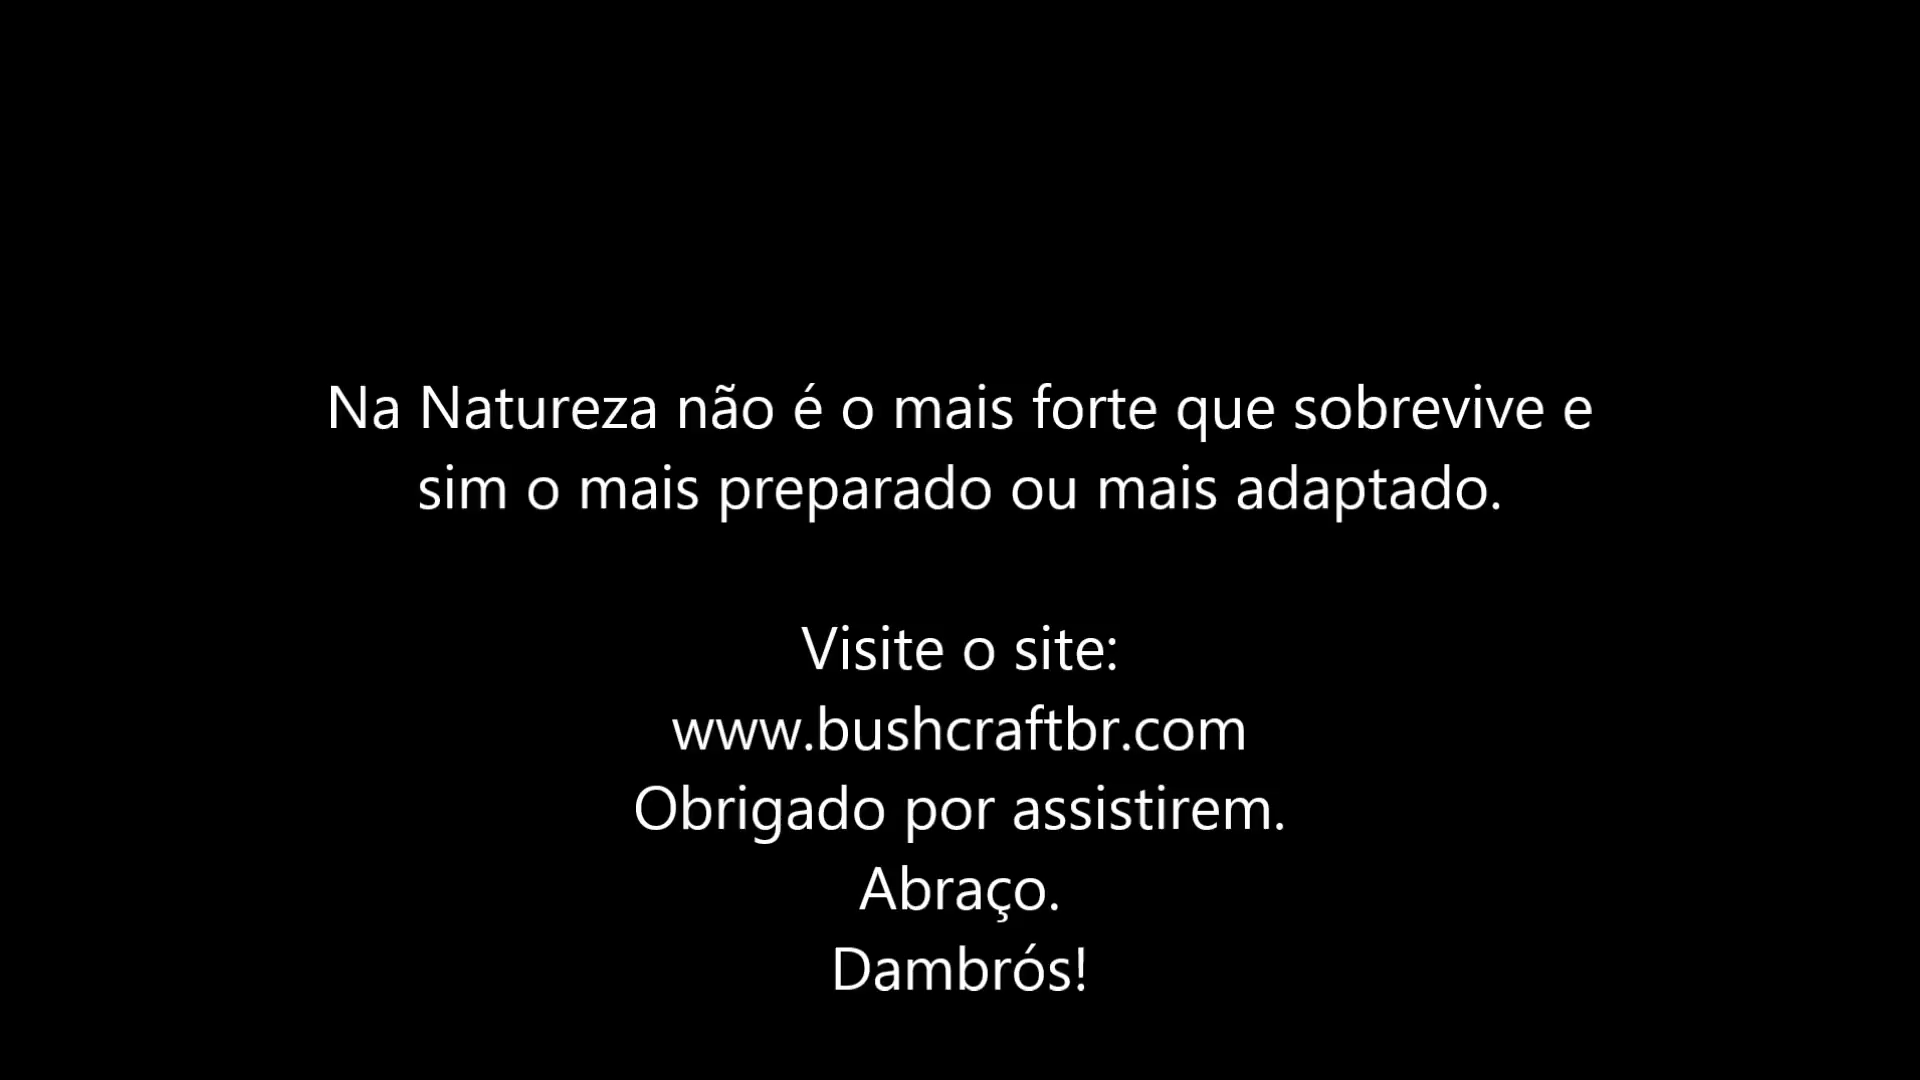 Na Natureza não é o mais forte que sobrevive e
sim o mais preparado ou mais adaptado.
Visite o site:
www.bushcraftbr.com
Obrigado por assistirem.
Abraço.
Dambrós!